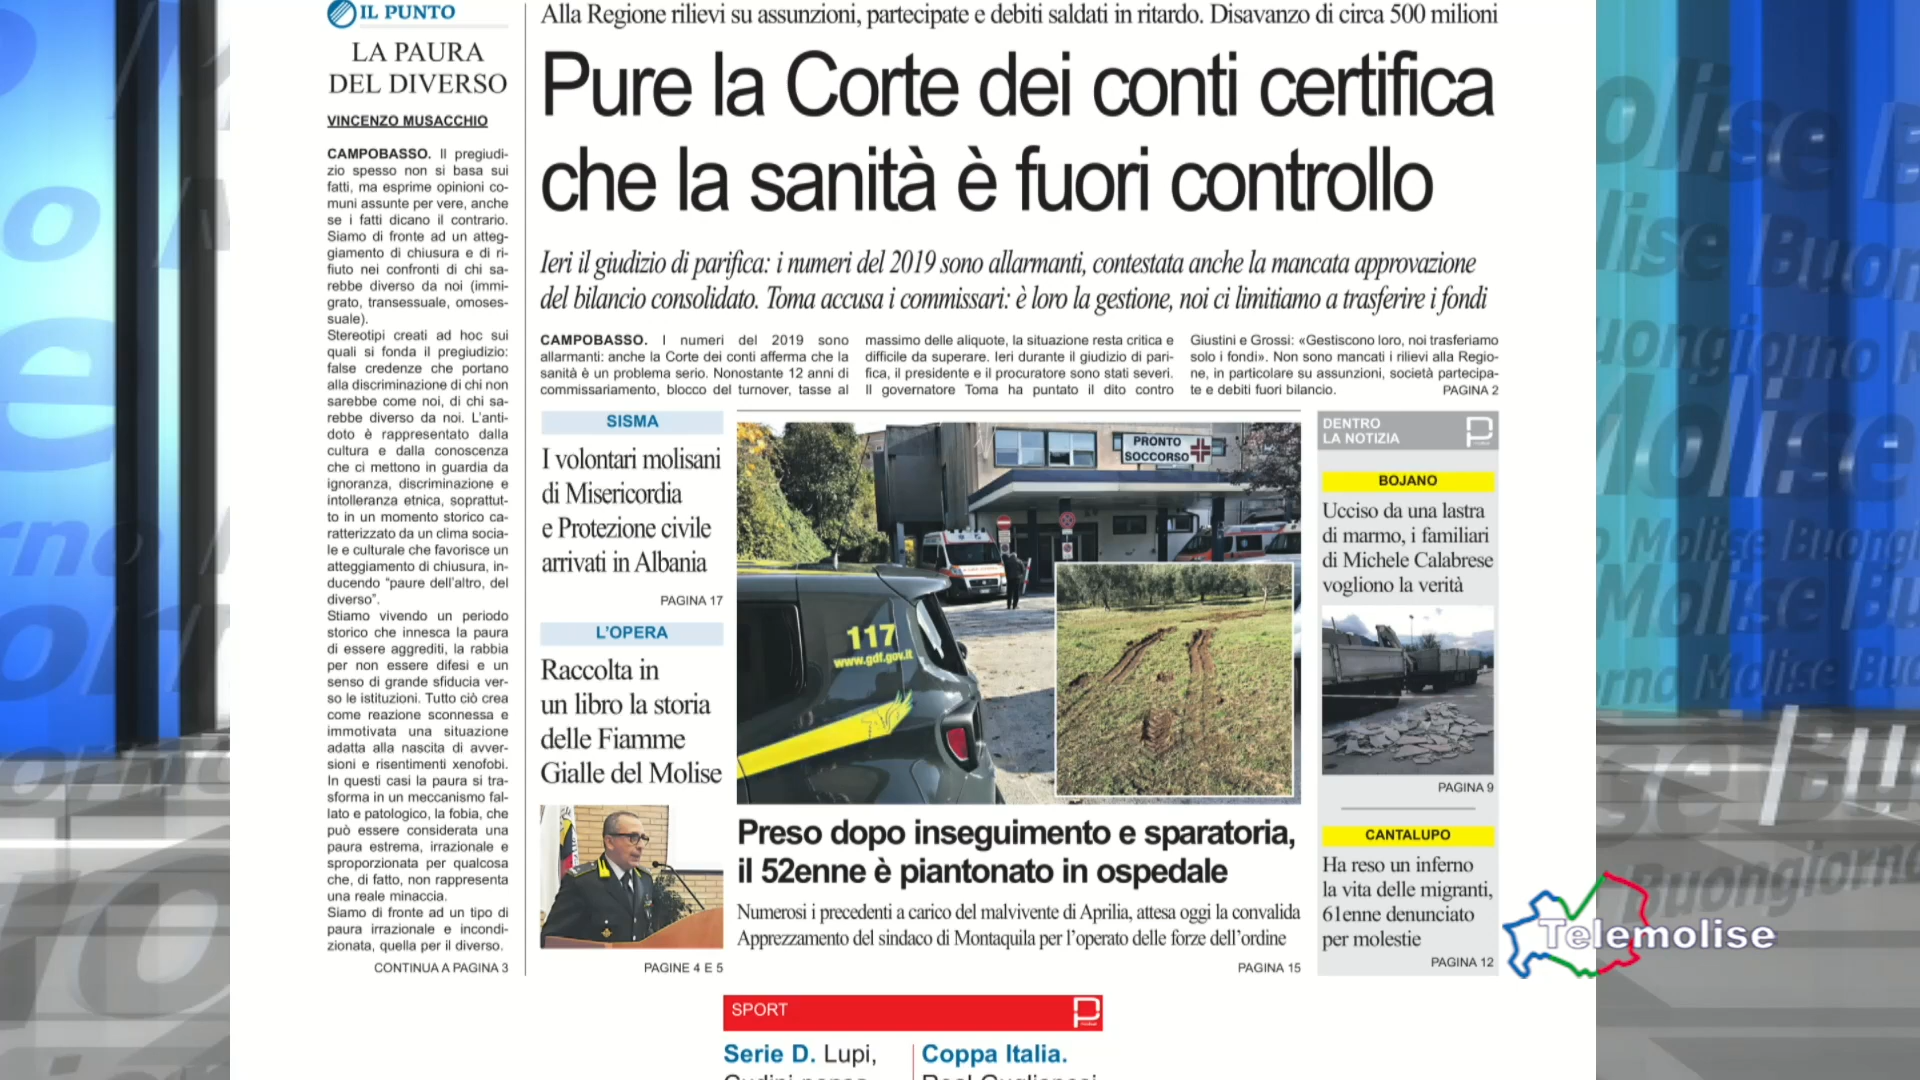 IL PUNTO
LA PAURA
DEL DIVERSO
VINCENZO MUSACCHIO
CAMPOBASSO. Il pregiudi-
zio spesso non si basa sui
fatti, ma esprime opinioni co-
muni assunte per vere, anche
se i fatti dicano il contrario.
Siamo di fronte ad un atteg-
giamento di chiusura e di ri-
fiuto nei confronti di chi sa-
rebbe diverso da noi (immi-
grato, transessuale, omoses-
suale).
Stereotipi creati ad hoc sui
quali si fonda il pregiudizio:
false credenze che portano
alla discriminazione di chi non
sarebbe come noi, di chi sa-
rebbe diverso da noi. L'anti-
doto è rappresentato dalla
cultura e dalla conoscenza
che ci mettono in guardia da
ignoranza, discriminazione e
intolleranza etnica, soprattut-
to in un momento storico ca-
ratterizzato da un clima socia-
le e culturale che favorisce un
atteggiamento di chiusura, in-
ducendo "paure dell'altro, del
diverso".
Stiamo vivendo un periodo
storico che innesca la paura
di essere aggrediti, la rabbia
per non essere difesi e un
senso di grande sfiducia ver-
so le istituzioni. Tutto ciò crea
come reazione sconnessa e
immotivata una situazione
adatta alla nascita di avver-
sioni e risentimenti xenofobi.
In questi casi la paura si tra-
sforma in un meccanismo fal-
lato e patologico, la fobia, che
può essere considerata una
paura estrema, irrazionale e
sproporzionata per qualcosa
che, di fatto, non rappresenta
una reale minaccia.
Siamo di fronte ad un tipo di
paura irrazionale e incondi-
zionata, quella per il diverso.
CONTINUA A PAGINA 3
Alla Regione rilievi su assunzioni, partecipate e debiti saldati in ritardo. Disavanzo di circa 500 milioni
Pure la Corte dei conti certifica
che la sanità è fuori controllo
Ieri il giudizio di parifica: i numeri del 2019 sono allarmanti, contestata anche la mancata approvazione
del bilancio consolidato. Toma accusa i commissari: è loro la gestione, noi ci limitiamo a trasferire i fondi
CAMPOBASSO. I numeri del 2019 sono
allarmanti: anche la Corte dei conti afferma che la
sanità è un problema serio. Nonostante 12 anni di
commissariamento, blocco del turnover, tasse al
massimo delle aliquote, la situazione resta critica e
difficile da superare. Ieri durante il giudizio di pari-
fica, il presidente e il procuratore sono stati severi.
Il governatore Toma ha puntato il dito contro
Giustini e Grossi: «Gestiscono loro, noi trasferiamo
solo i fondi». Non sono mancati i rilievi alla Regio-
ne, in particolare su assunzioni, società partecipa-
te e debiti fuori bilancio. PAGINA 2
SISMA
I volontari molisani
di Misericordia
e Protezione civile
arrivati in Albania
PAGINA 17
L'OPERA
Raccolta in
un libro la storia
delle Fiamme
Gialle del Molise
PAGINE 4 E 5
PRONTO
SOCCORSO
117
www.gdf.gov.it
Preso dopo inseguimento e sparatoria,
il 52enne è piantonato in ospedale
Numerosi i precedenti a carico del malvivente di Aprilia, attesa oggi la convalida
Apprezzamento del sindaco di Montaquila per l'operato delle forze dell'ordine
PAGINA 15
DENTRO
LA NOTIZIA
BOJANO
Ucciso da una lastra
di marmo, i familiari
di Michele Calabrese
vogliono la verità
PAGINA 9
CANTALUPO
Ha reso un inferno
la vita delle migranti,
61enne denunciato
per molestie
PAGINA 12
Telemolise
SPORT
Serie D. Lupi,
Coppa Italia.